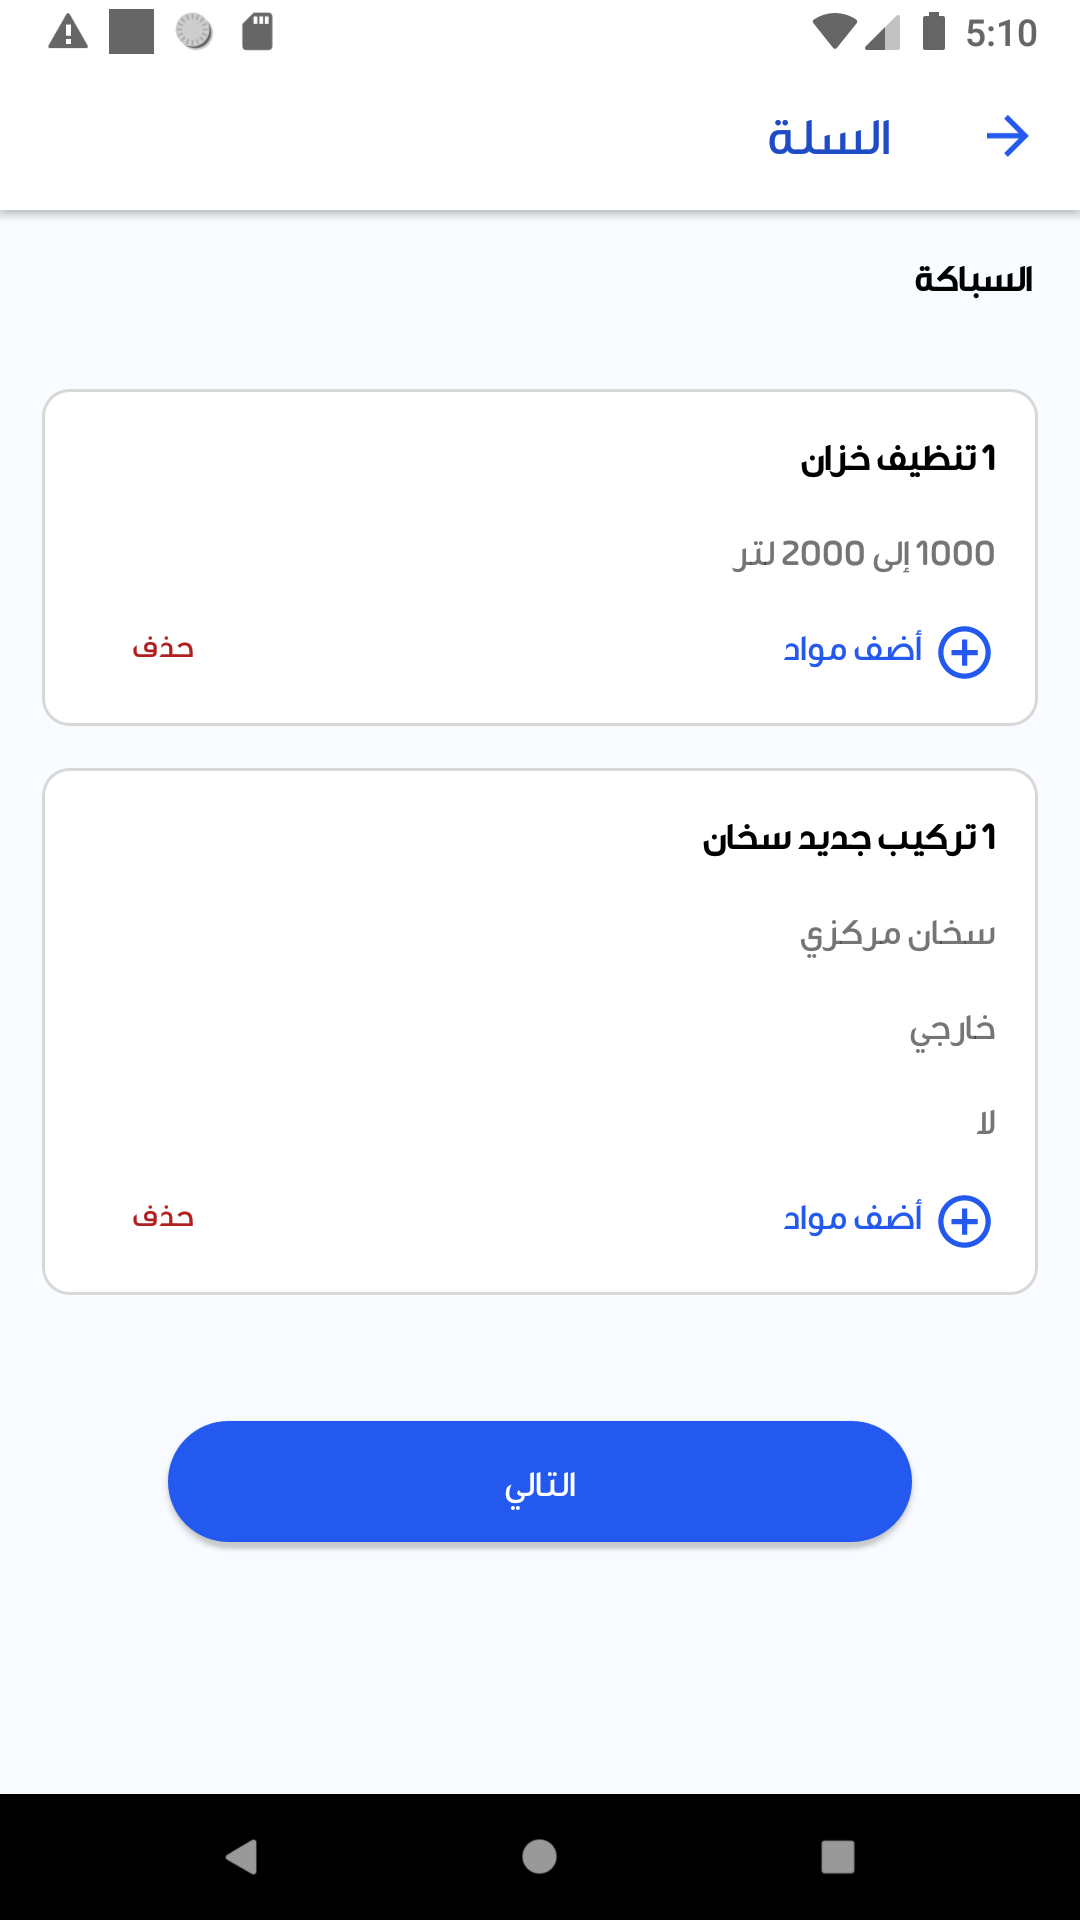 5:10
السلة
السباكة
1 تنظيف خزان
1000 إلى 2000 لتر
أضف مواد
حذف
1 تركيب جديد سخان
سخان مركزي
خارجي
لا
أضف مواد
حذف
التالي